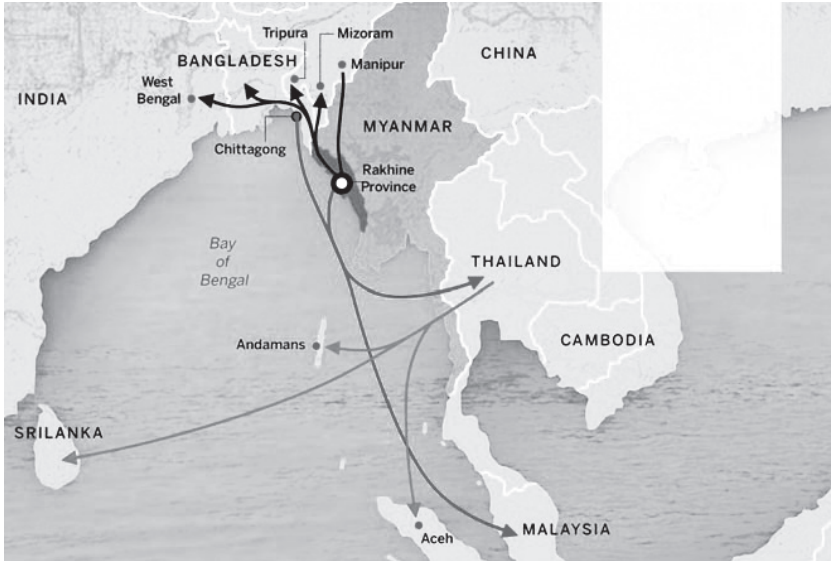 Tripura
Mizoram
CHINA
BANGLADESH
Manipur
West
Bengal
INDIA
MYANMAR
Chittagong
Rakhine
Province
Bay
of
Bengal
THAILAND
Andamans
CAMBODIA
SRILANKA
MALAYSIA
Aceh